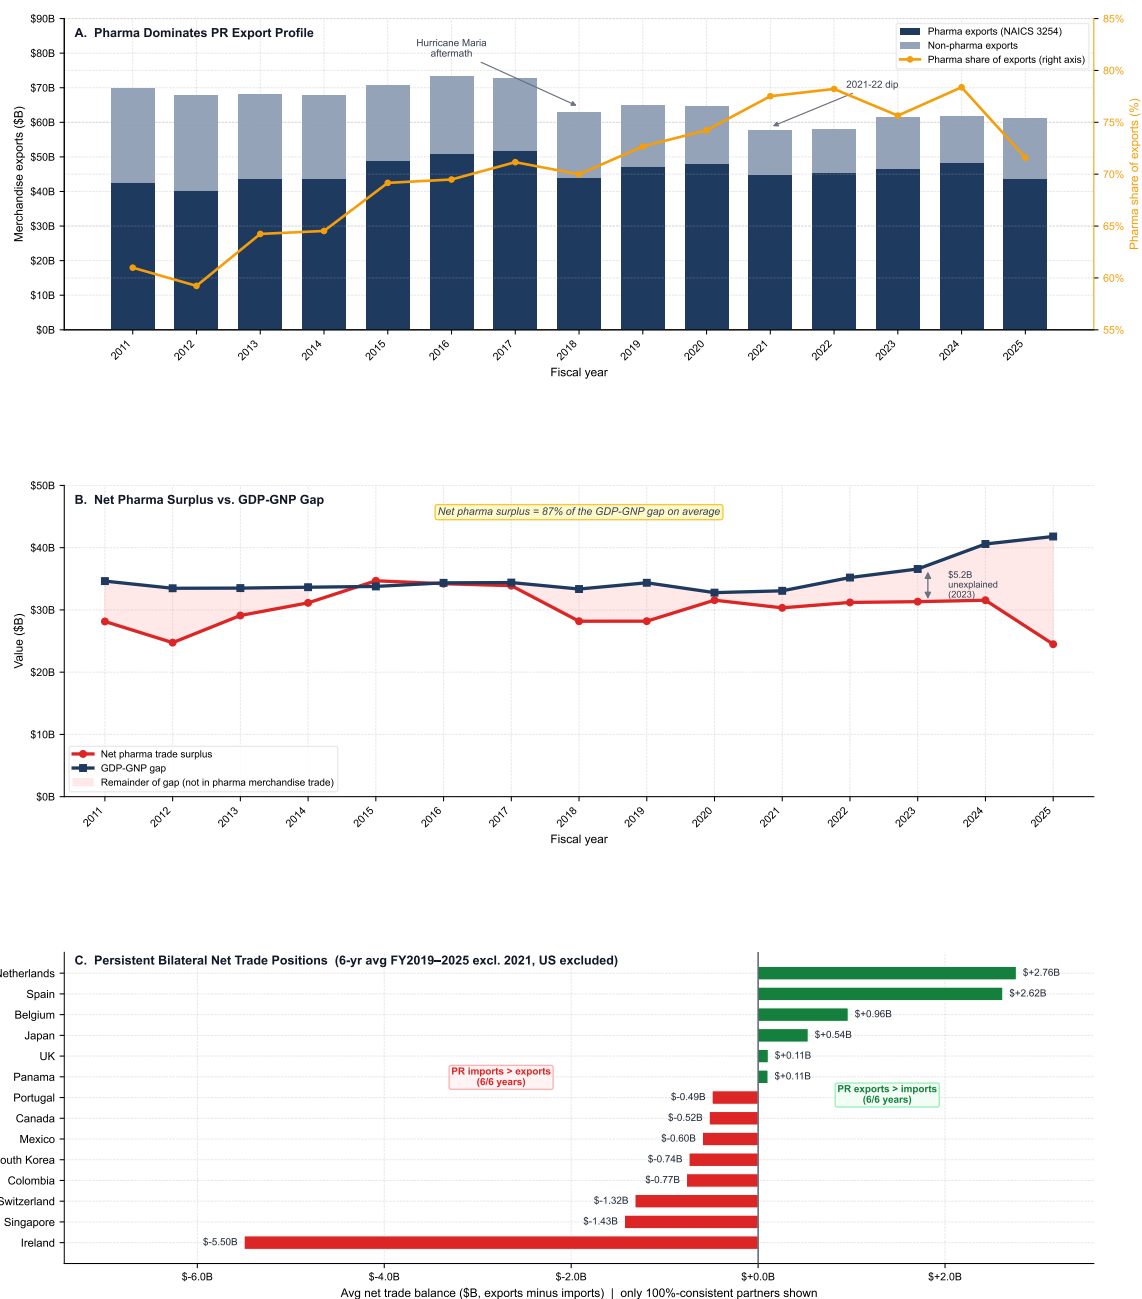 A. Pharma Dominates PR Export Profile
Pharma exports (NAICS 3254)
Non-pharma exports
Pharma share of exports (right axis)
Hurricane Maria
aftermath
2021-22 dip
$90B
$80B
$70B
$60B
$50B
$40B
$30B
$20B
$10B
$0B
Merchandise exports ($B)
85%
80%
75%
70%
65%
60%
55%
Pharma share of exports (%)
2011
2012
2013
2014
2015
2016
2017
2018
2019
2020
2021
2022
2023
2024
2025
Fiscal year
B. Net Pharma Surplus vs. GDP-GNP Gap
Net pharma surplus = 87% of the GDP-GNP gap on average
$5.2B
unexplained
(2023)
$50B
$40B
$30B
$20B
$10B
$0B
Value ($B)
Net pharma trade surplus
GDP-GNP gap
Remainder of gap (not in pharma merchandise trade)
2011
2012
2013
2014
2015
2016
2017
2018
2019
2020
2021
2022
2023
2024
2025
Fiscal year
C. Persistent Bilateral Net Trade Positions (6-yr avg FY2019–2025 excl. 2021, US excluded)
Netherlands $+2.76B
Spain $+2.62B
Belgium $+0.96B
Japan $+0.54B
UK $+0.11B
Panama $+0.11B
PR imports > exports
(6/6 years)
PR exports > imports
(6/6 years)
Portugal $-0.49B
Canada $-0.52B
Mexico $-0.60B
outh Korea $-0.74B
Colombia $-0.77B
Switzerland $-1.32B
Singapore $-1.43B
Ireland $-5.50B
$-6.0B
$-4.0B
$-2.0B
$+0.0B
$+2.0B
Avg net trade balance ($B, exports minus imports) | only 100%-consistent partners shown